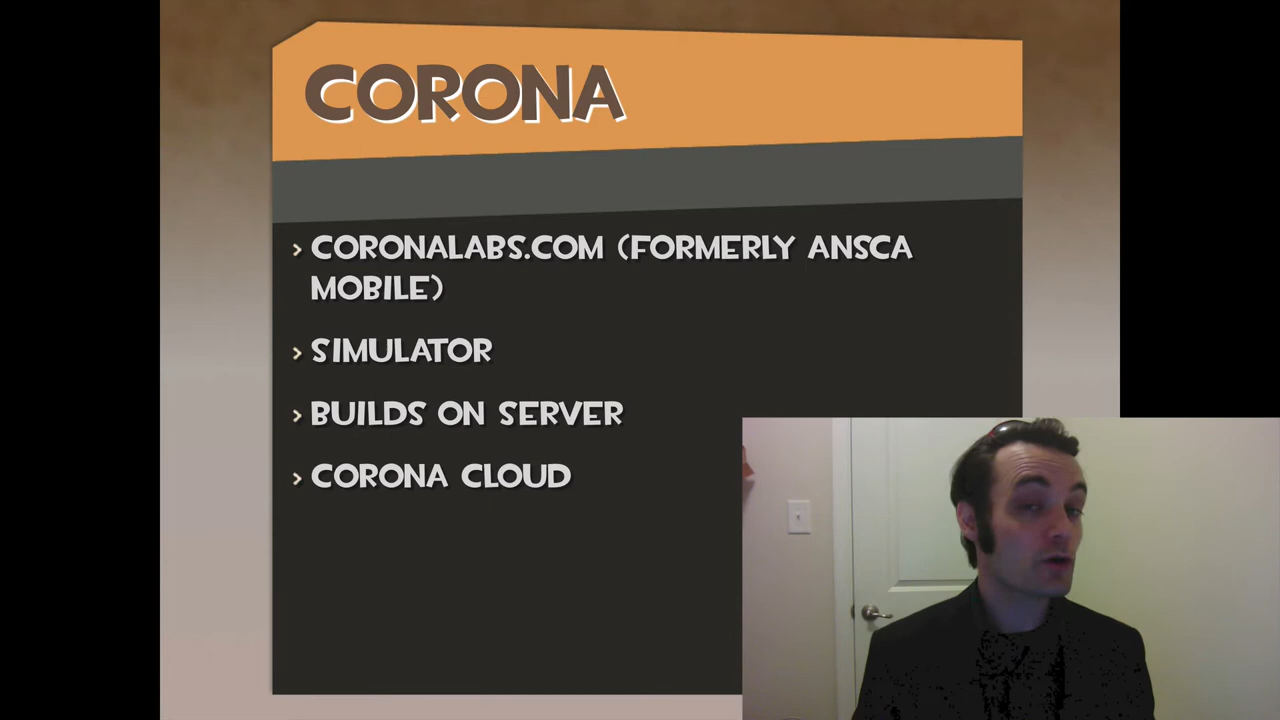 CORONA
› CORONALABS.COM (FORMERLY ANSCA
MOBILE)
› SIMULATOR
› BUILDS ON SERVER
› CORONA CLOUD